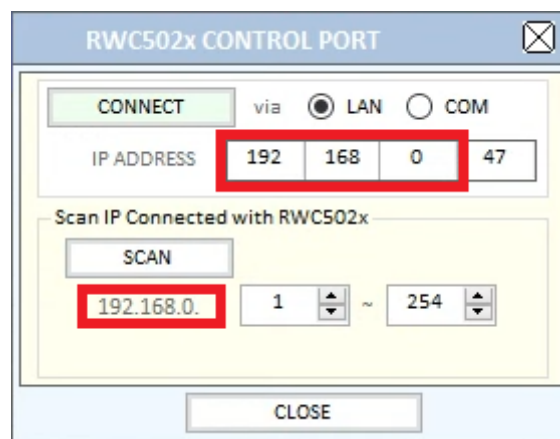 RWC502x CONTROL PORT
CONNECT via LAN COM
IP ADDRESS 192 168 0 47
Scan IP Connected with RWC502x
SCAN
192.168.0. 1 ~ 254
CLOSE